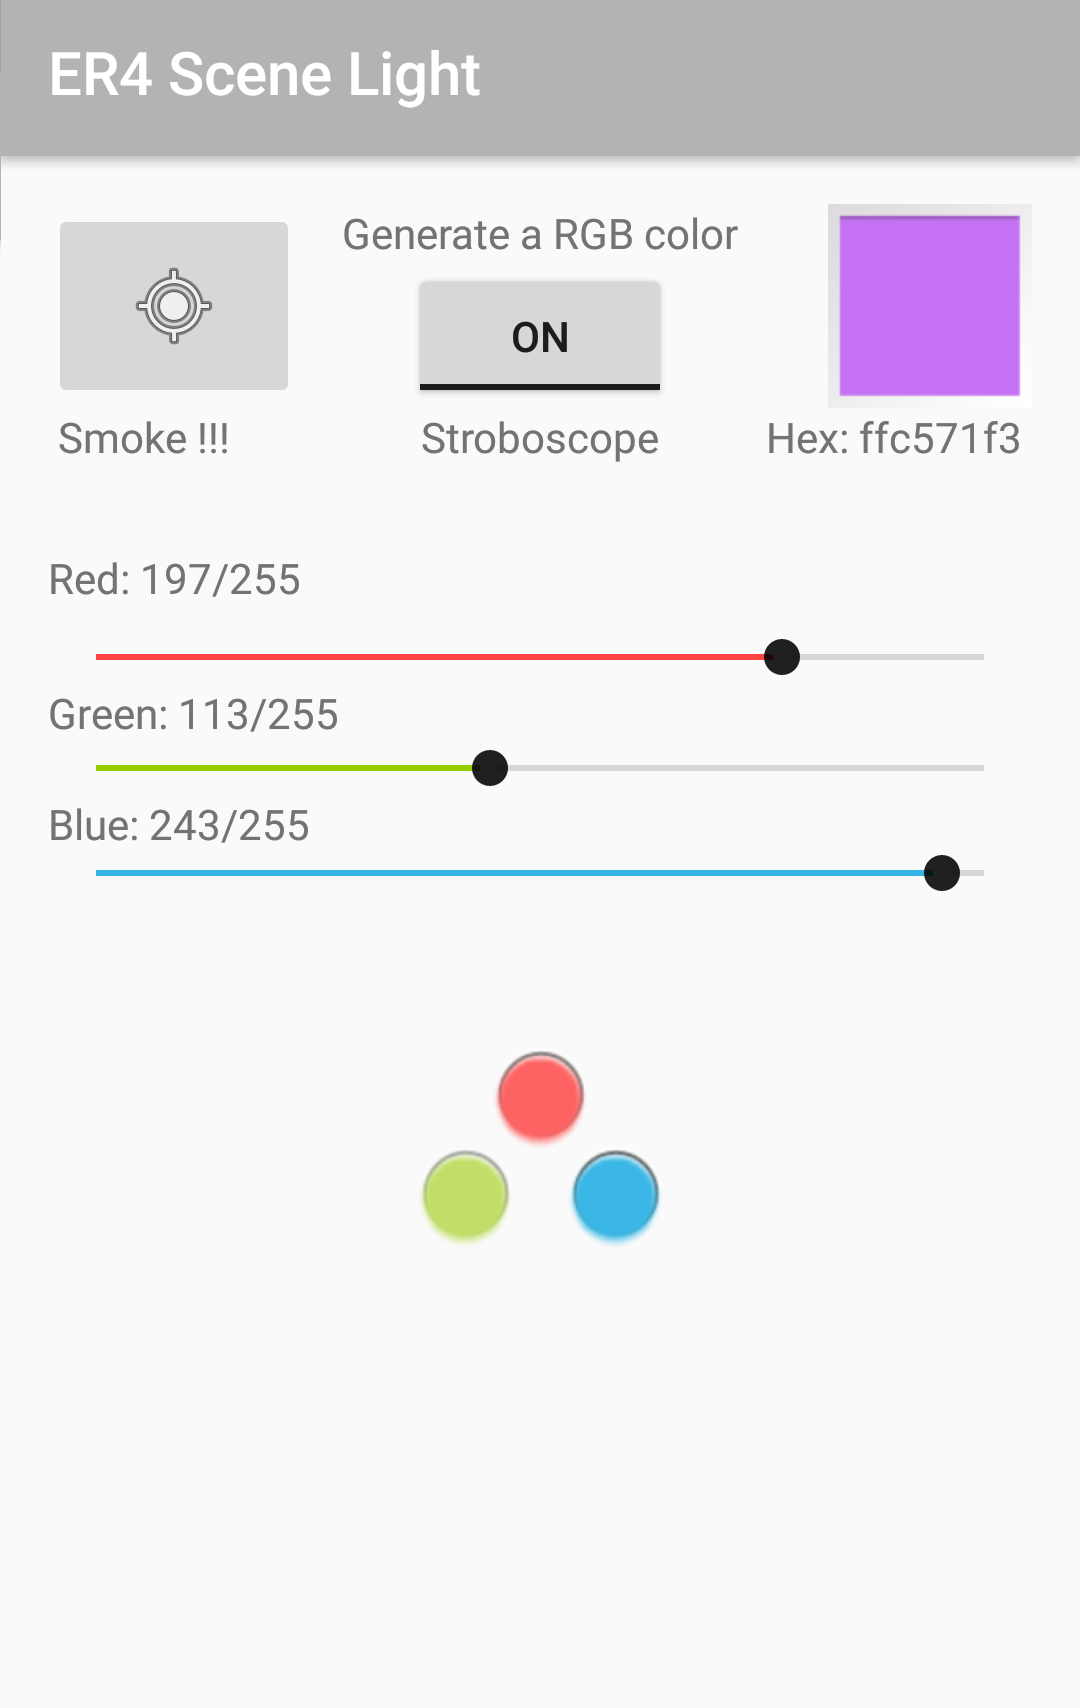 ER4 Scene Light
Generate a RGB color
ON
Smoke !!!
Stroboscope
Hex: ffc571f3
Red: 197/255
Green: 113/255
Blue: 243/255